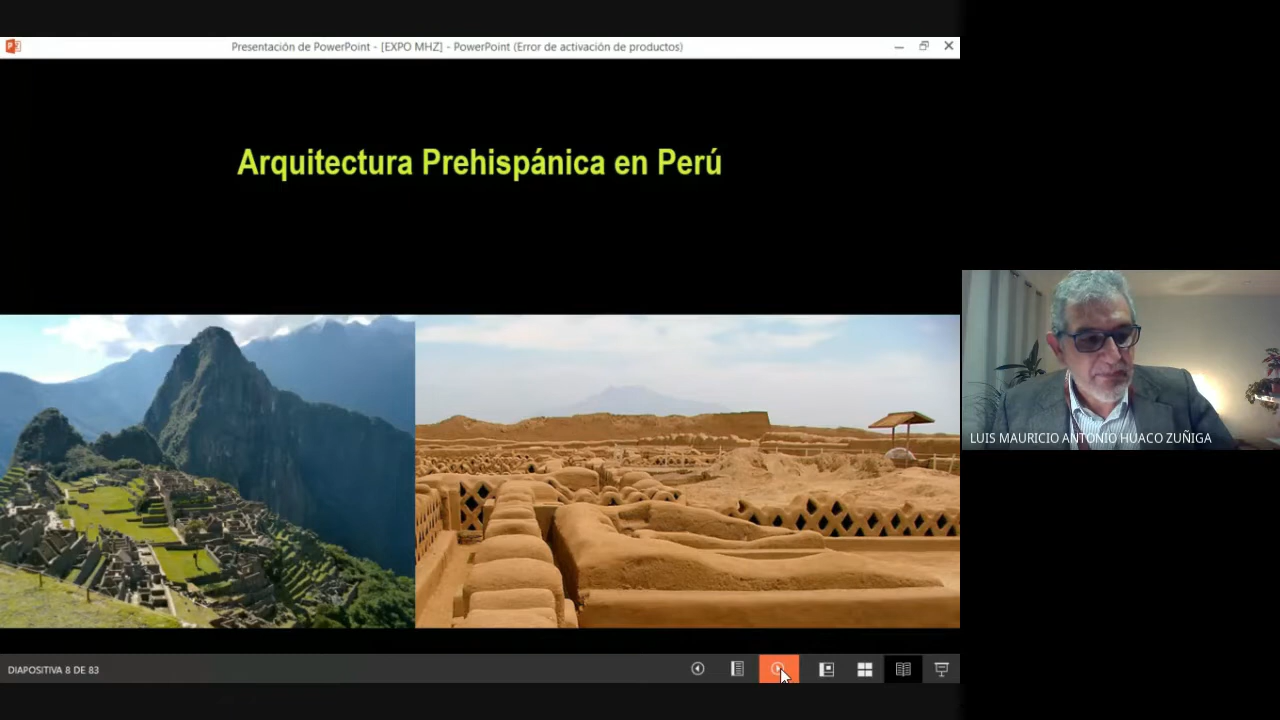 Presentación de PowerPoint - [EXPO MHZ] - PowerPoint (Error de activación de productos)
Arquitectura Prehispánica en Perú
LUIS MAURICIO ANTONIO HUACO ZUÑIGA
DIAPOSITIVA 8 DE 83